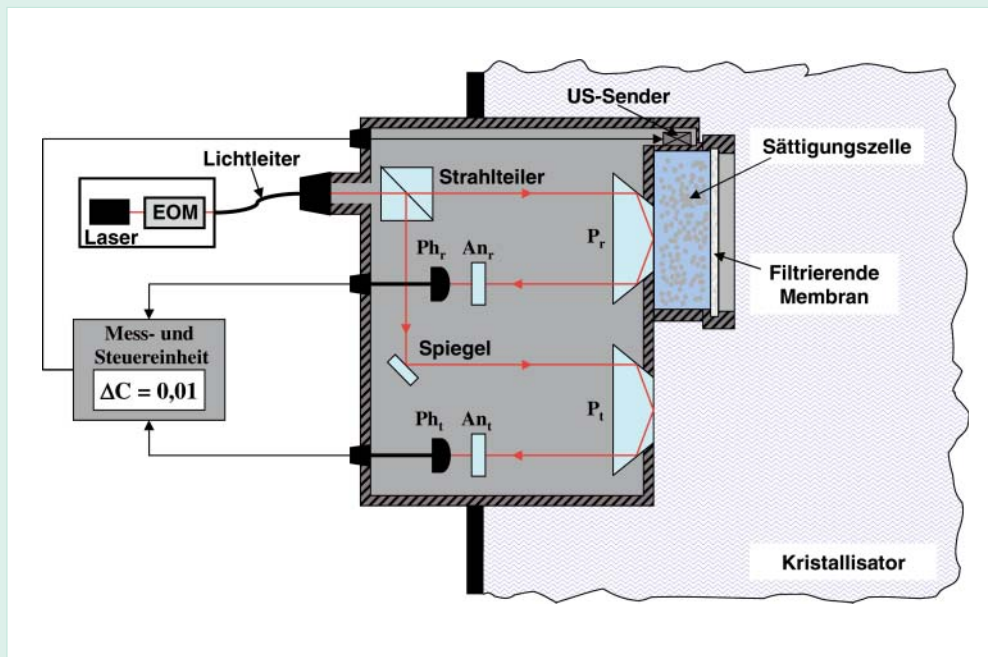 US-Sender
Sättigungszelle
Lichtleiter
Strahlteiler
EOM
Laser
Ph_r
An_r
P_r
Filtrierende
Membran
Mess- und
Steuereinheit
ΔC = 0,01
Spiegel
Ph_t
An_t
P_t
Kristallisator